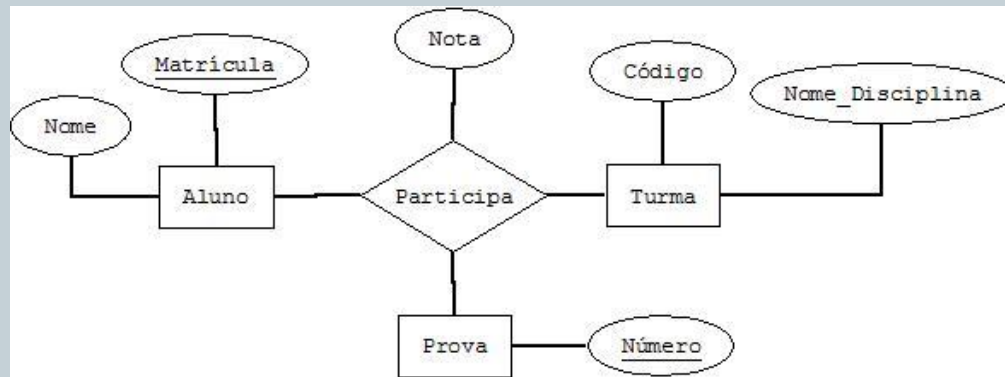 Nota
Matrícula
Código
Nome_Disciplina
Nome
Aluno
Participa
Turma
Prova
Número